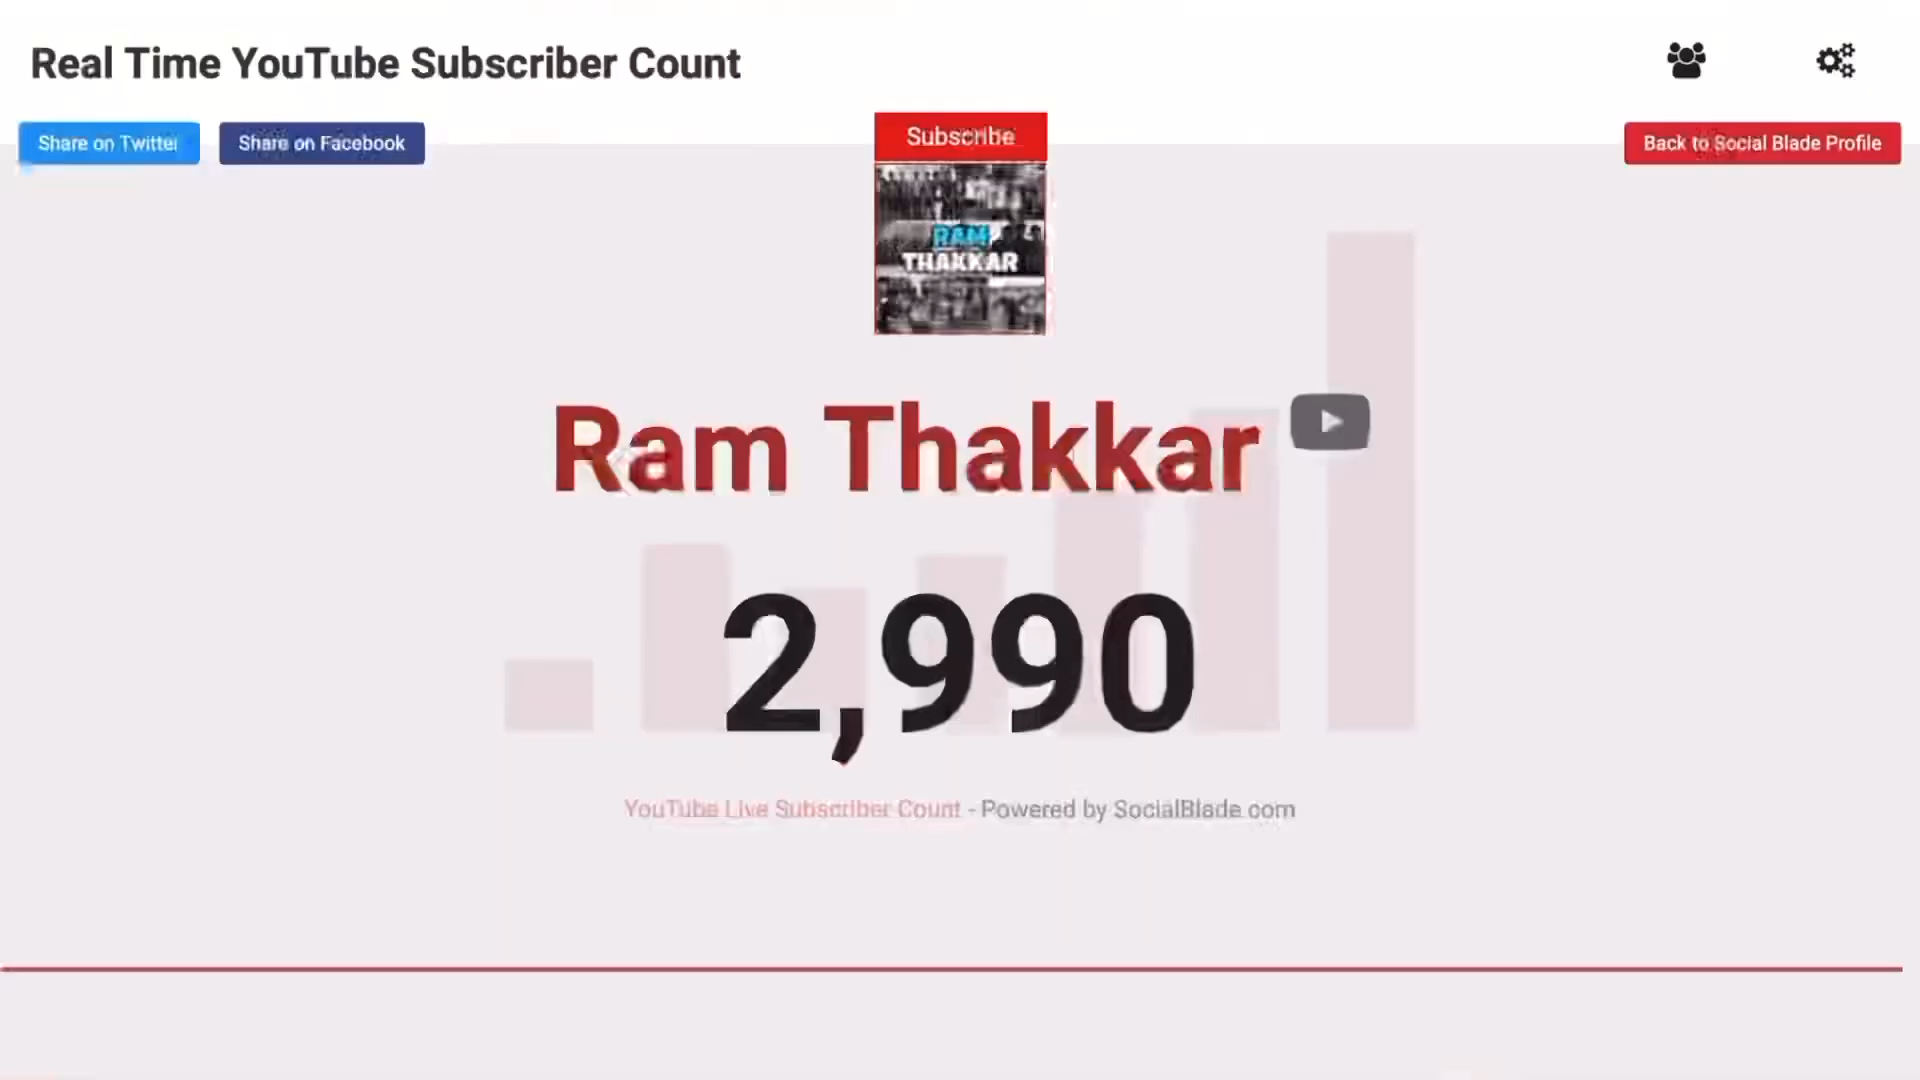 Real Time YouTube Subscriber Count
Share on Twitter
Share on Facebook
Subscribe
Back to Social Blade Profile
RAM
THAKKAR
Ram Thakkar
2,990
YouTube Live Subscriber Count - Powered by SocialBlade.com